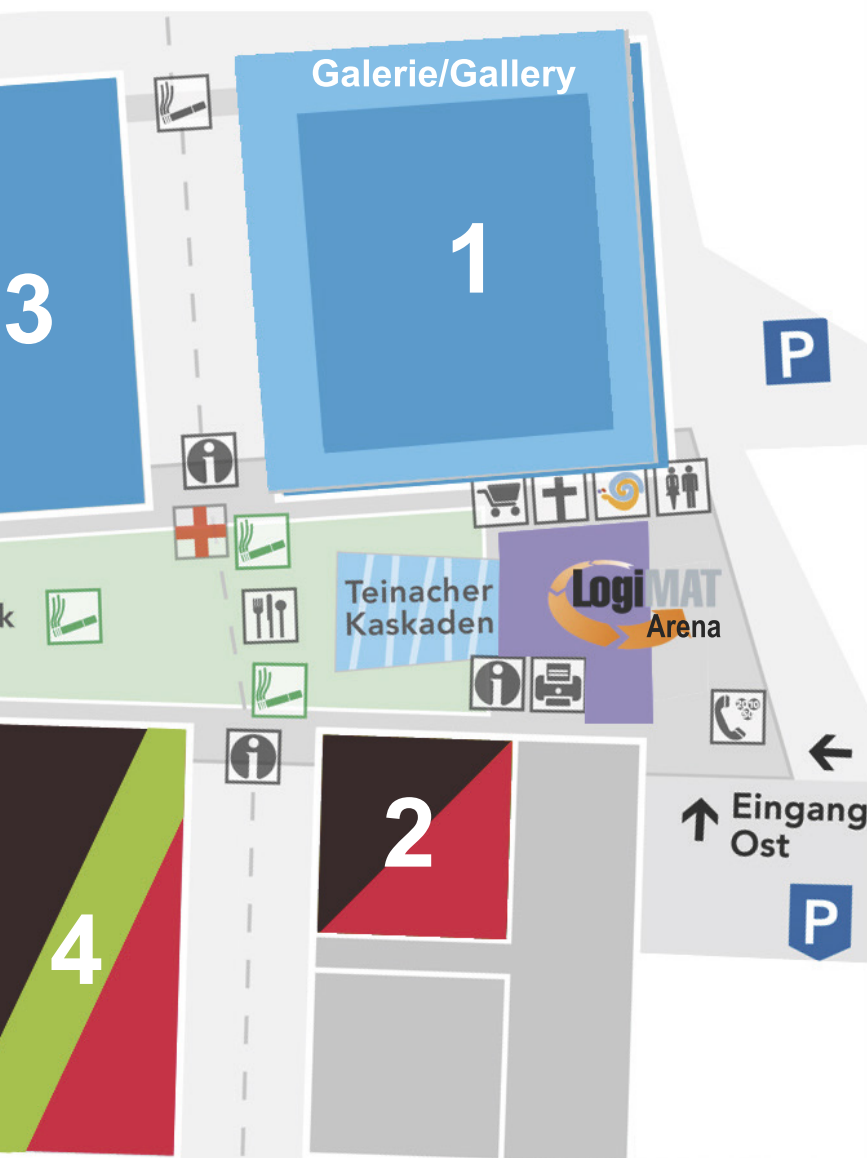 Galerie/Gallery
1
3
P
Teinacher
Kaskaden
LogiMAT
Arena
k
2
4
Eingang
Ost
P